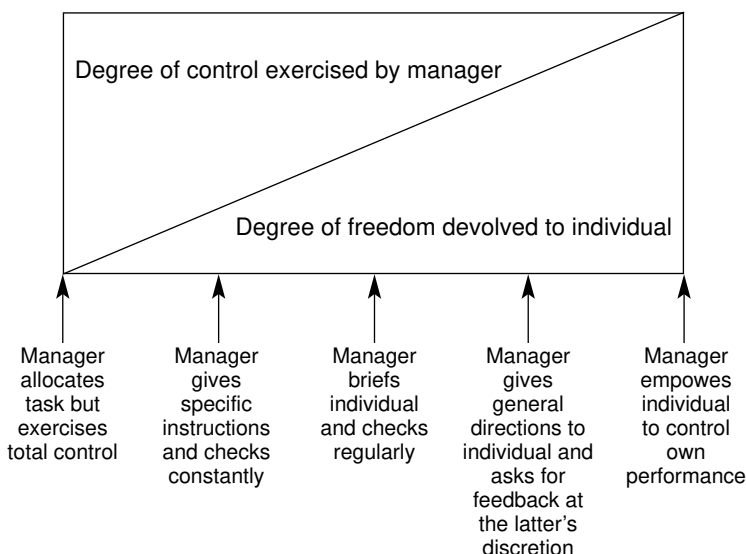 Degree of control exercised by manager
Degree of freedom devolved to individual
Manager
allocates
task but
exercises
total control
Manager
gives
specific
instructions
and checks
constantly
Manager
briefs
individual
and checks
regularly
Manager
gives
general
directions to
individual and
asks for
feedback at
the latter's
discretion
Manager
empowes
individual
to control
own
performance